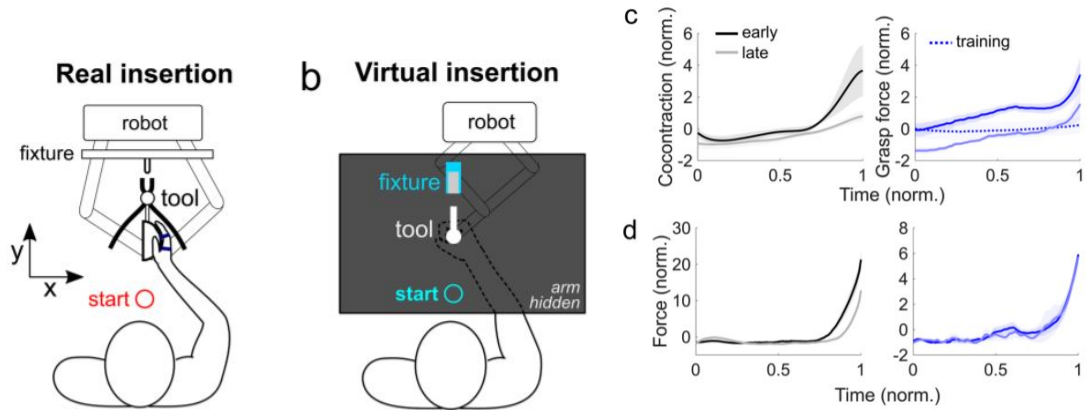 Real insertion
robot
fixture
tool
y
x
start
b
Virtual insertion
robot
fixture
tool
start
arm
hidden
c
Cocontraction (norm.)
6
4
2
0
-2
early
late
0
0.5
1
Grasp force (norm.)
6
4
2
0
-2
training
0
0.5
1
Time (norm.)
d
Force (norm.)
30
20
10
0
0
0.5
1
8
6
4
2
0
-2
0
0.5
1
Time (norm.)